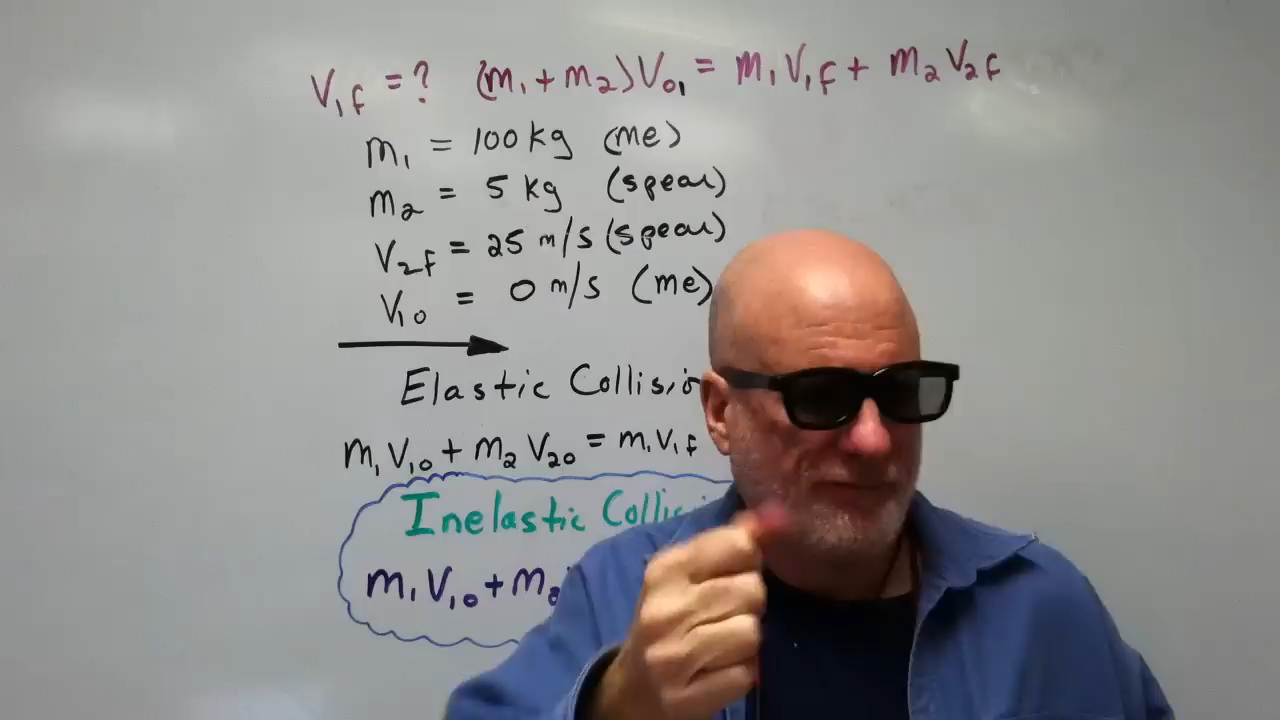 V1f = ? (m1 + m2)V01 = m1V1f + m2V2f
m1 = 100 kg (me)
m2 = 5 kg (spear)
V2f = 25 m/s (spear)
V10 = 0 m/s (me)
Elastic
m1V10 + m2V20 = m1V1f
Inelastic
m1V10 + m2